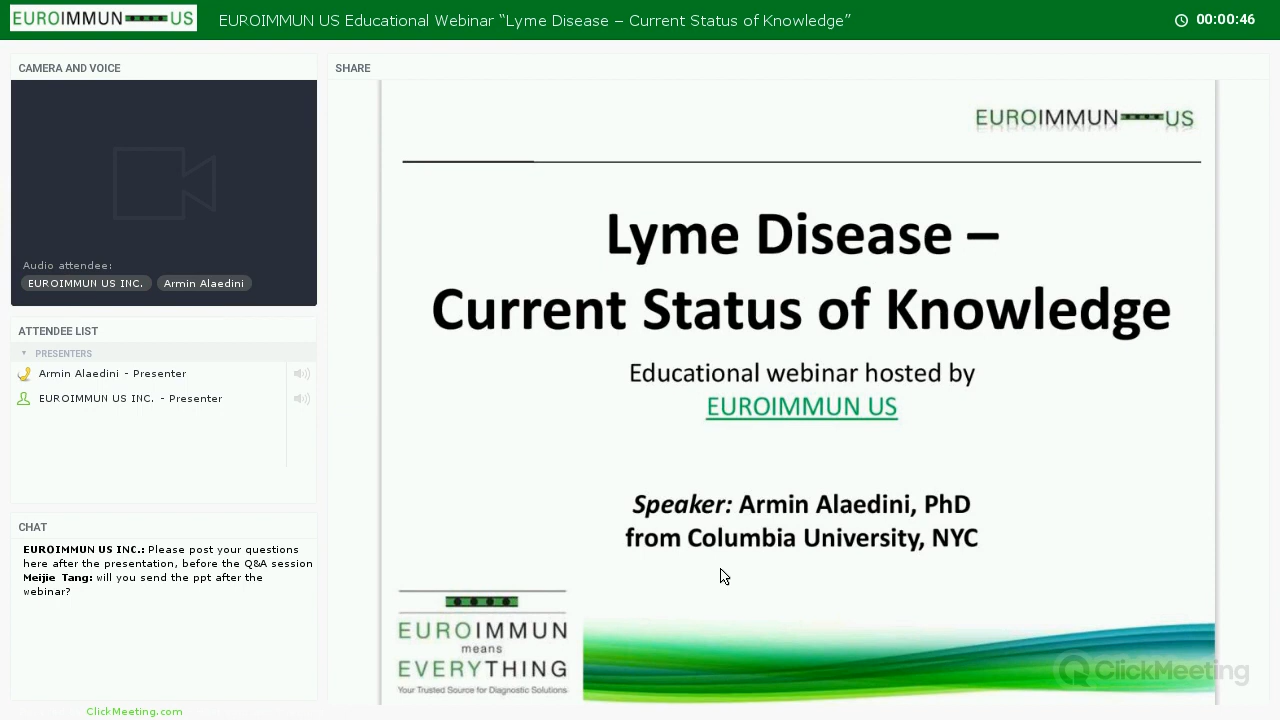 EUROIMMUN US
EUROIMMUN US Educational Webinar “Lyme Disease – Current Status of Knowledge”
00:00:46
CAMERA AND VOICE
Audio attendee:
EUROIMMUN US INC.
Armin Alaedini
ATTENDEE LIST
PRESENTERS
Armin Alaedini - Presenter
EUROIMMUN US INC. - Presenter
CHAT
EUROIMMUN US INC.: Please post your questions
here after the presentation, before the Q&A session
Meijie Tang: will you send the ppt after the
webinar?
ClickMeeting.com
SHARE
EUROIMMUN US
Lyme Disease –
Current Status of Knowledge
Educational webinar hosted by
EUROIMMUN US
Speaker: Armin Alaedini, PhD
from Columbia University, NYC
EUROIMMUN
means
EVERYTHING
Your Trusted Source for Diagnostic Solutions
ClickMeeting